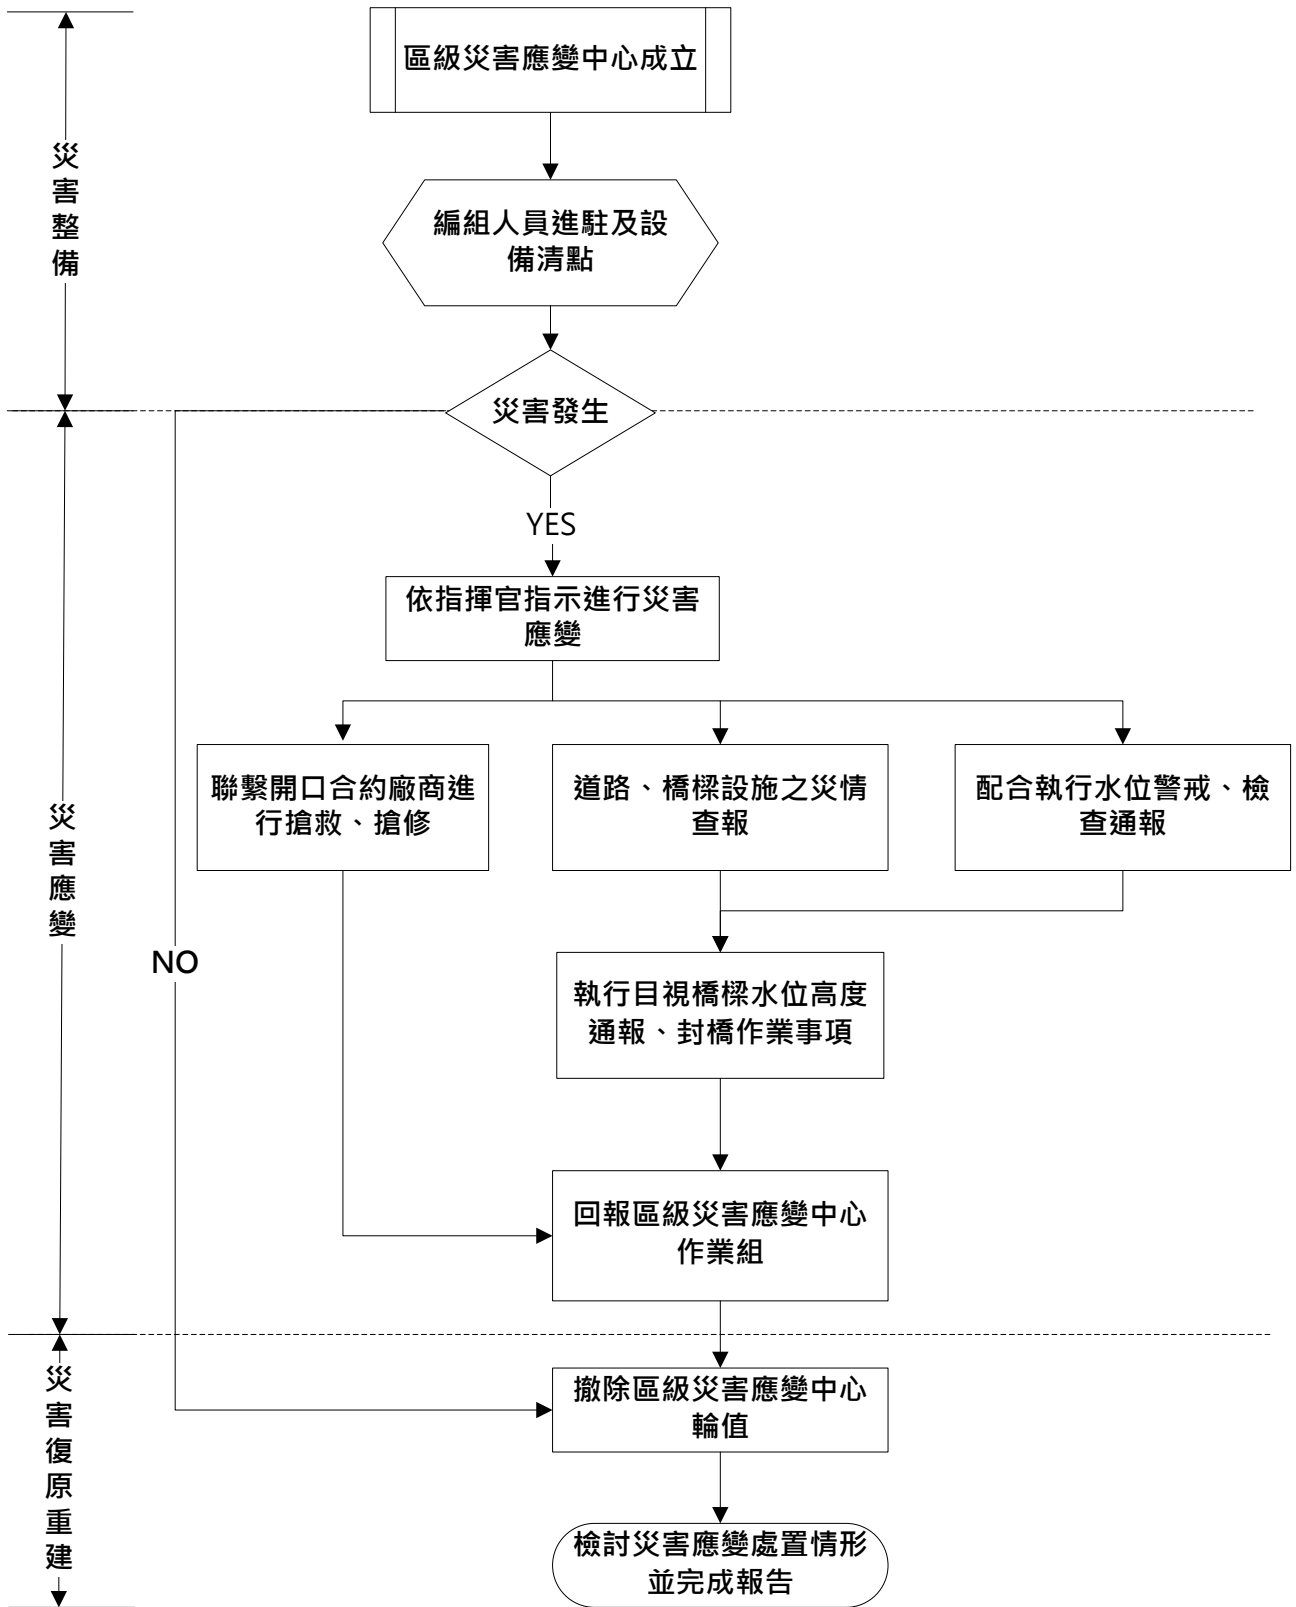 區級災害應變中心成立
災害整備
編組人員進駐及設
備清點
災害發生
YES
依指揮官指示進行災害
應變
聯繫開口合約廠商進
行搶救、搶修
道路、橋樑設施之災情
查報
配合執行水位警戒、檢
查通報
災害應變
NO
執行目視橋樑水位高度
通報、封橋作業事項
回報區級災害應變中心
作業組
災害復原重建
撤除區級災害應變中心
輪值
檢討災害應變處置情形
並完成報告